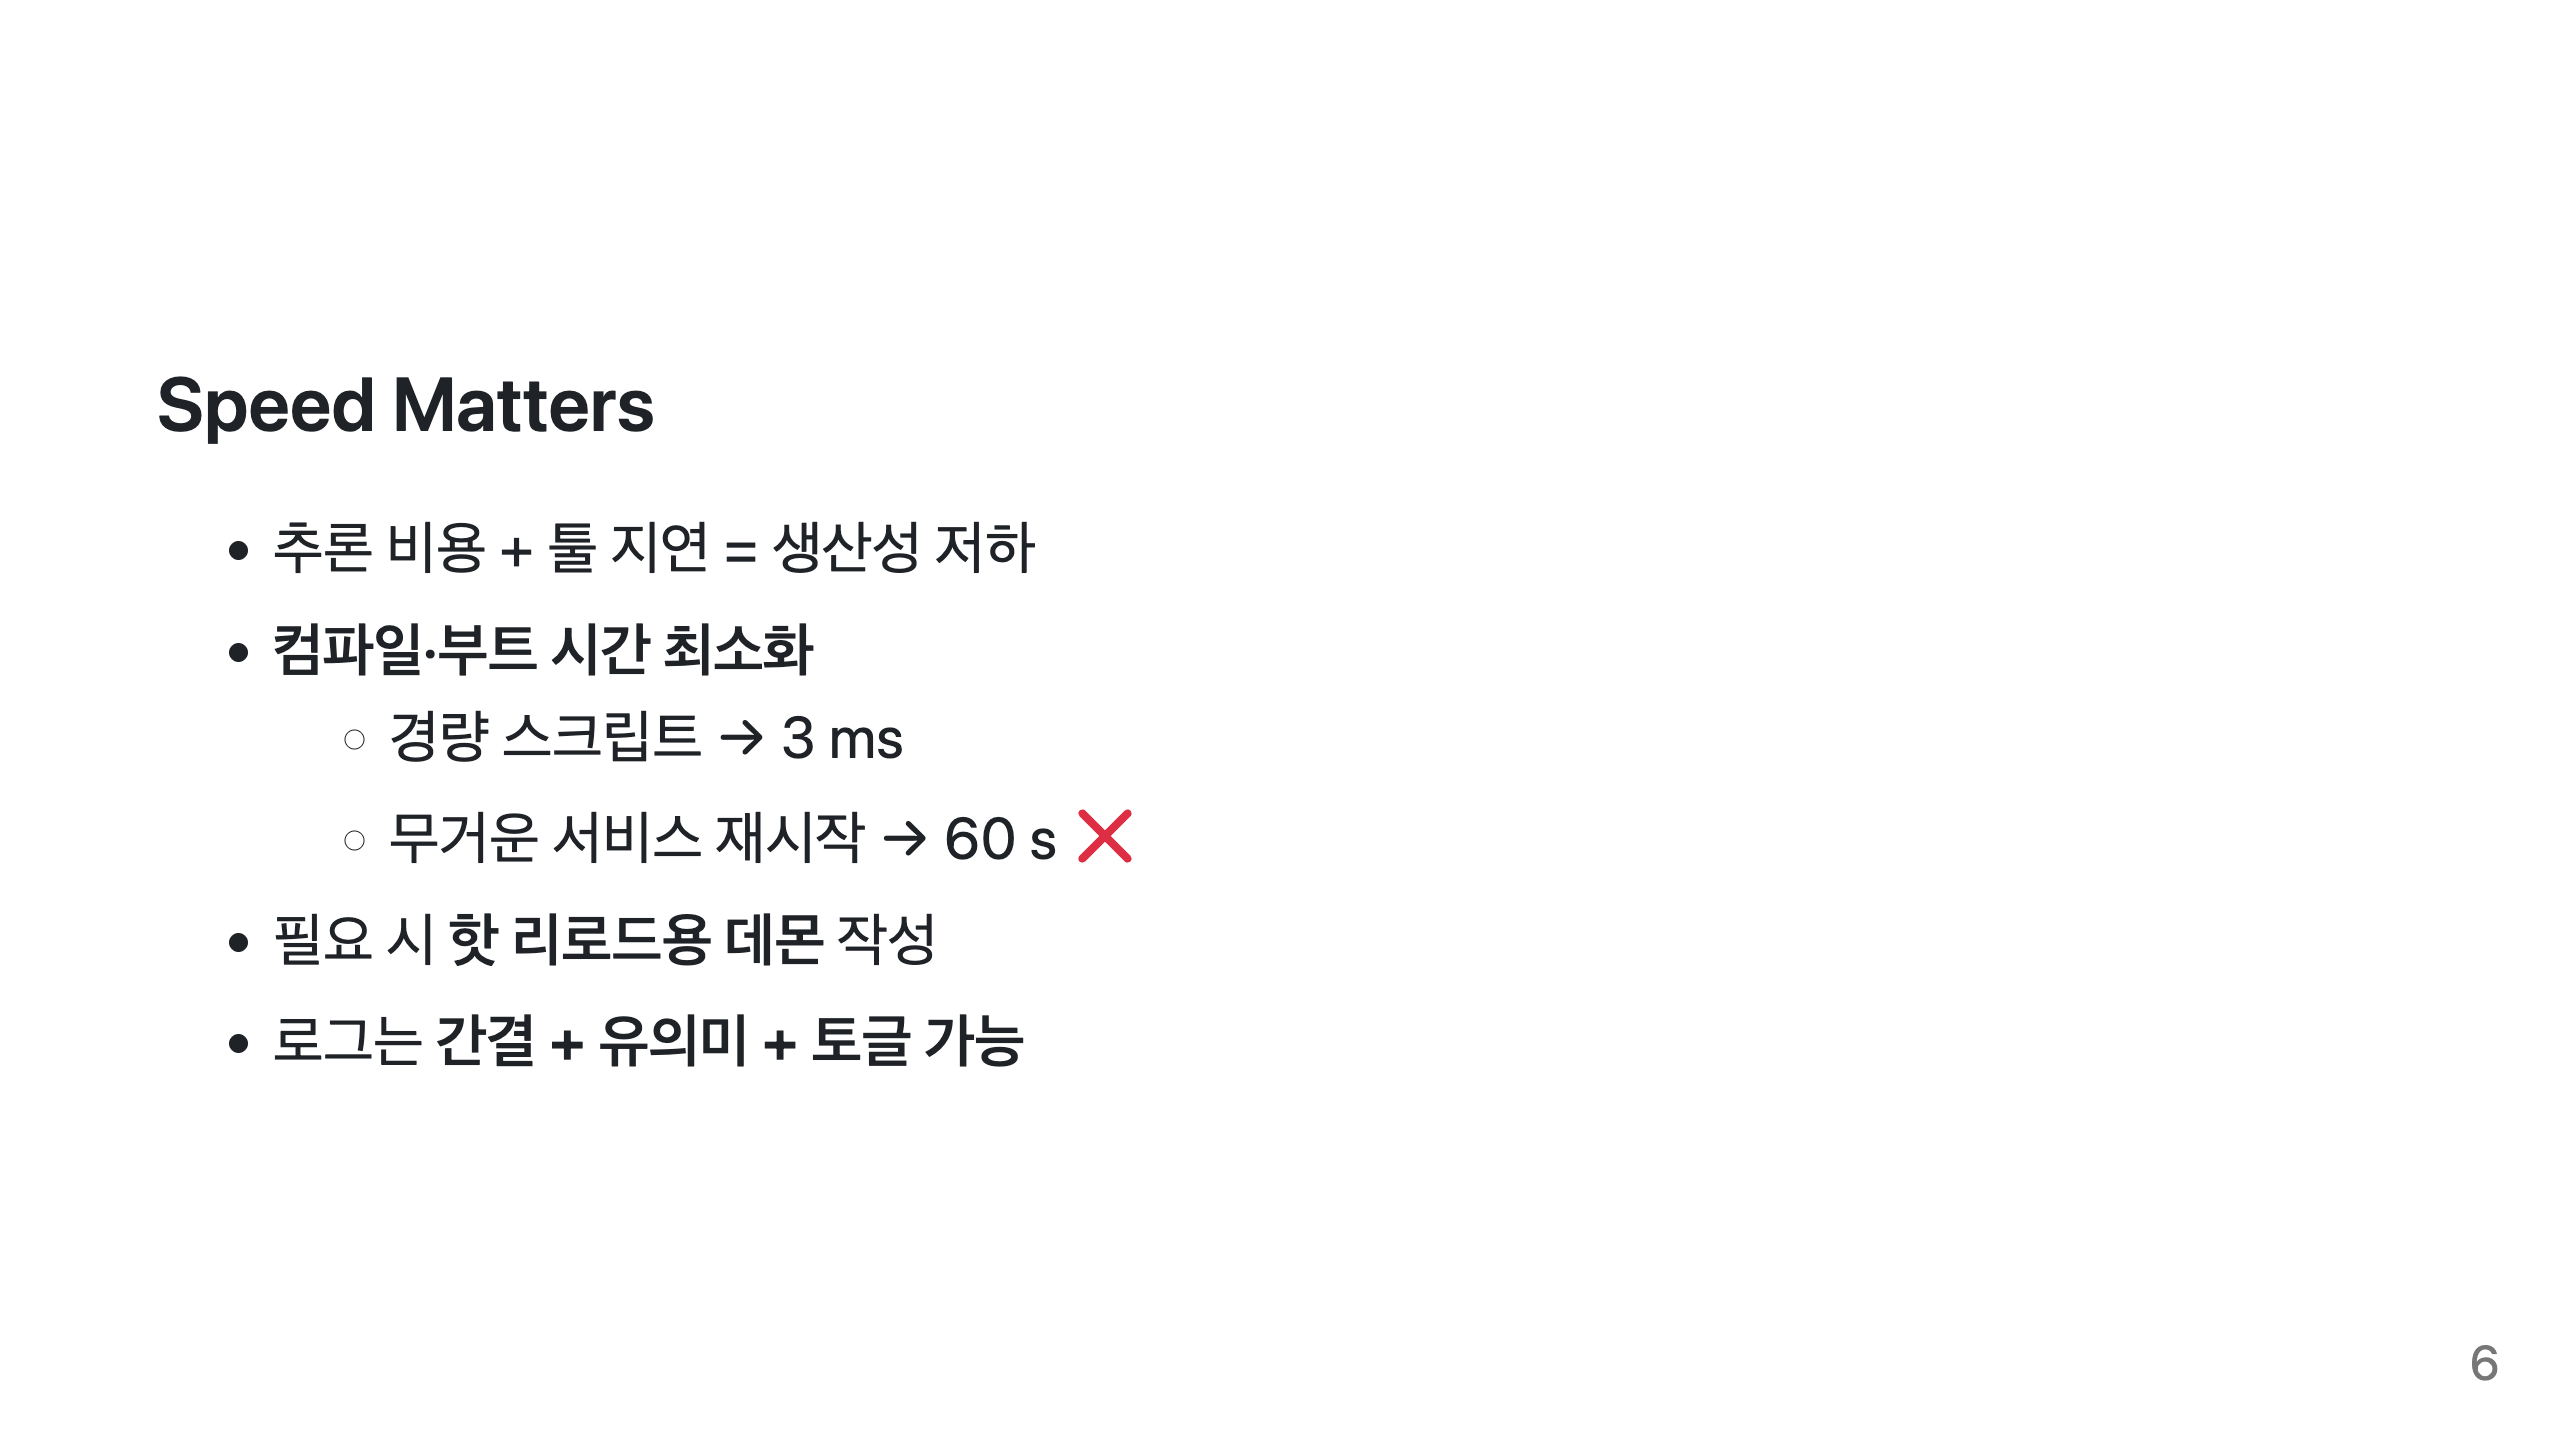 Speed Matters
• 추론 비용 + 툴 지연 = 생산성 저하
• 컴파일·부트 시간 최소화
○ 경량 스크립트 → 3 ms
○ 무거운 서비스 재시작 → 60 s ❌
• 필요 시 핫 리로드용 데몬 작성
• 로그는 간결 + 유의미 + 토글 가능
6